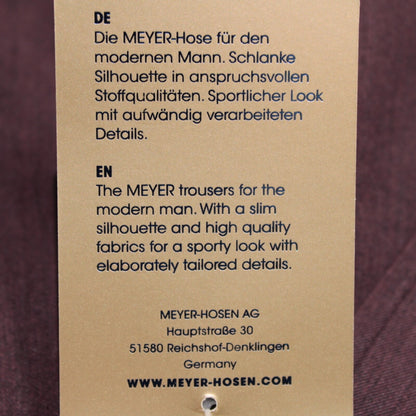 DE
Die MEYER-Hose für den
modernen Mann. Schlanke
Silhouette in anspruchsvollen
Stoffqualitäten. Sportlicher Look
mit aufwändig verarbeiteten
Details.
EN
The MEYER trousers for the
modern man. With a slim
silhouette and high quality
fabrics for a sporty look with
elaborately tailored details.
MEYER-HOSEN AG
Hauptstraße 30
51580 Reichshof-Denklingen
Germany
WWW.MEYER-HOSEN.COM